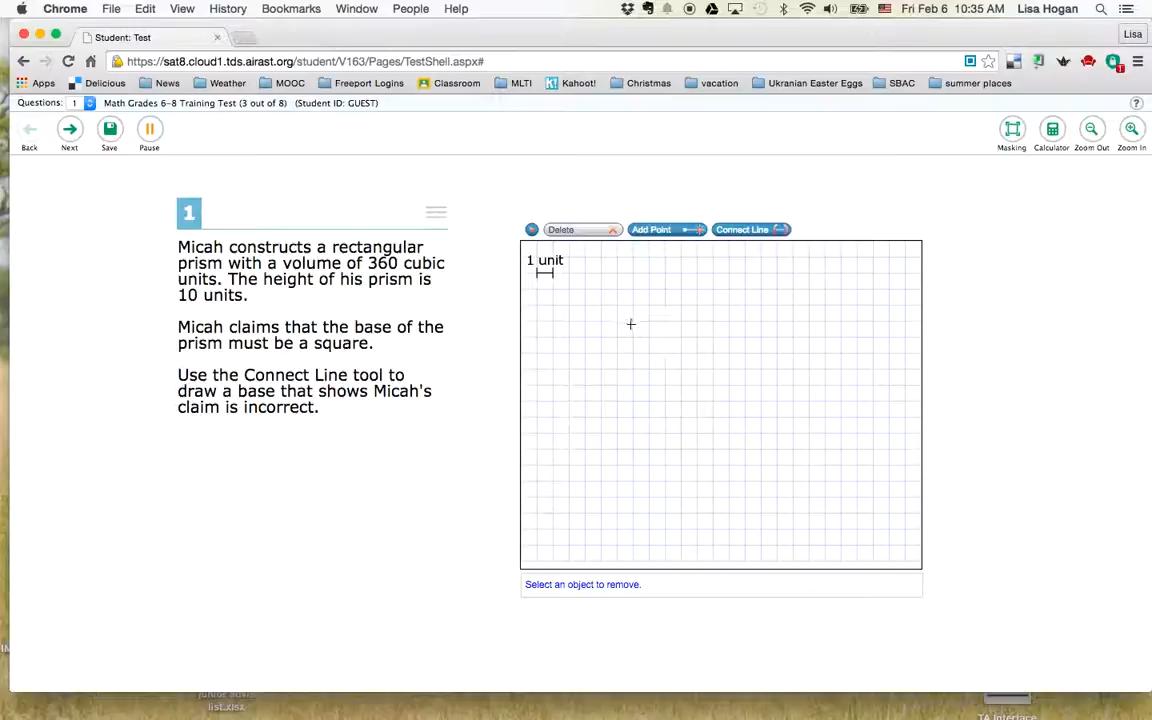 Chrome File Edit View History Bookmarks Window People Help Fri Feb 6 10:35 AM Lisa Hogan
Student: Test Lisa
https://sat8.cloud1.tds.airast.org/student/V163/Pages/TestShell.aspx#
Apps Delicious News Weather MOOC Freeport Logins Classroom MLTI Kahoot! Christmas vacation Ukranian Easter Eggs SBAC summer places
Questions: 1 Math Grades 6–8 Training Test (3 out of 8) (Student ID: GUEST) ?
Back Next Save Pause Masking Calculator Zoom Out Zoom In
1
Micah constructs a rectangular
prism with a volume of 360 cubic
units. The height of his prism is
10 units.
Micah claims that the base of the
prism must be a square.
Use the Connect Line tool to
draw a base that shows Micah's
claim is incorrect.
Delete Add Point Connect Line
1 unit
Select an object to remove.
list.xlsx
TA Interface